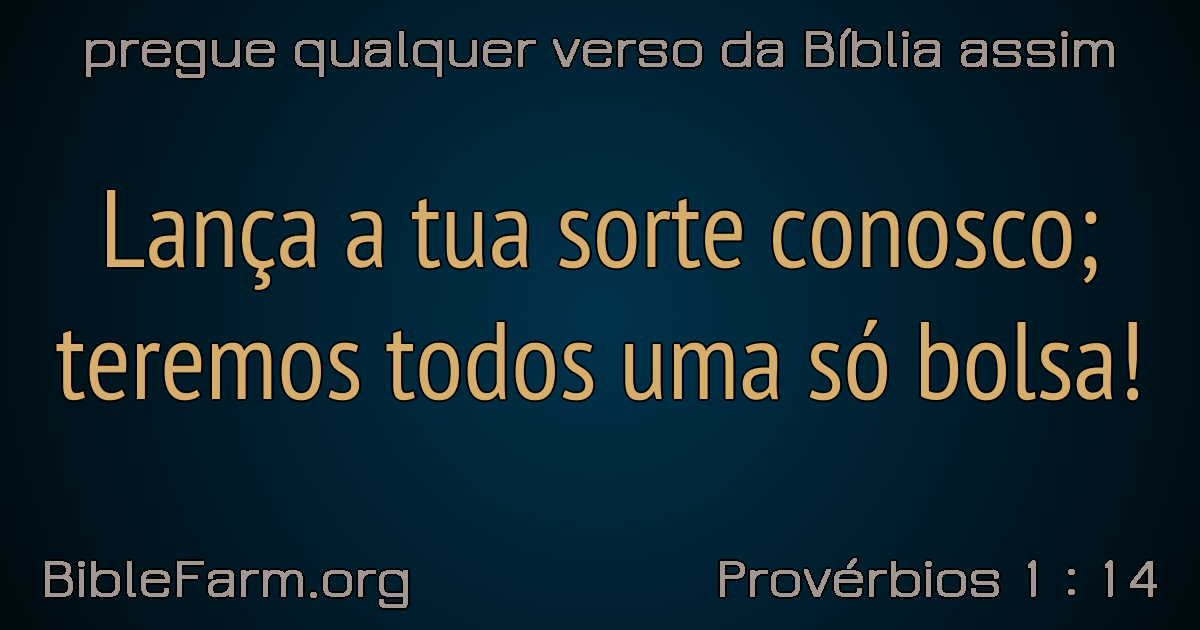 pregue qualquer verso da Bíblia assim
Lança a tua sorte conosco;
teremos todos uma só bolsa!
BibleFarm.org
Provérbios 1 : 14